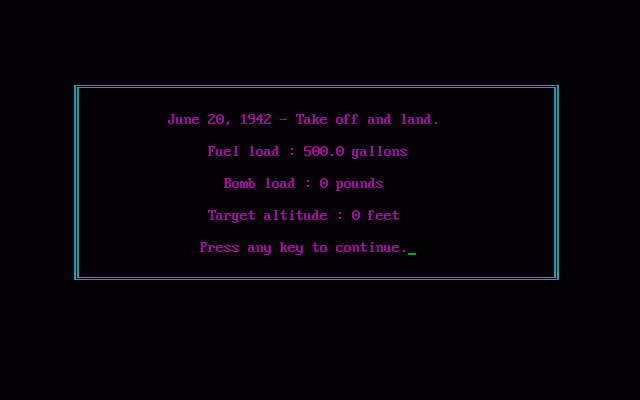 June 20, 1942 - Take off and land.
Fuel load : 500.0 gallons
Bomb load : 0 pounds
Target altitude : 0 feet
Press any key to continue._